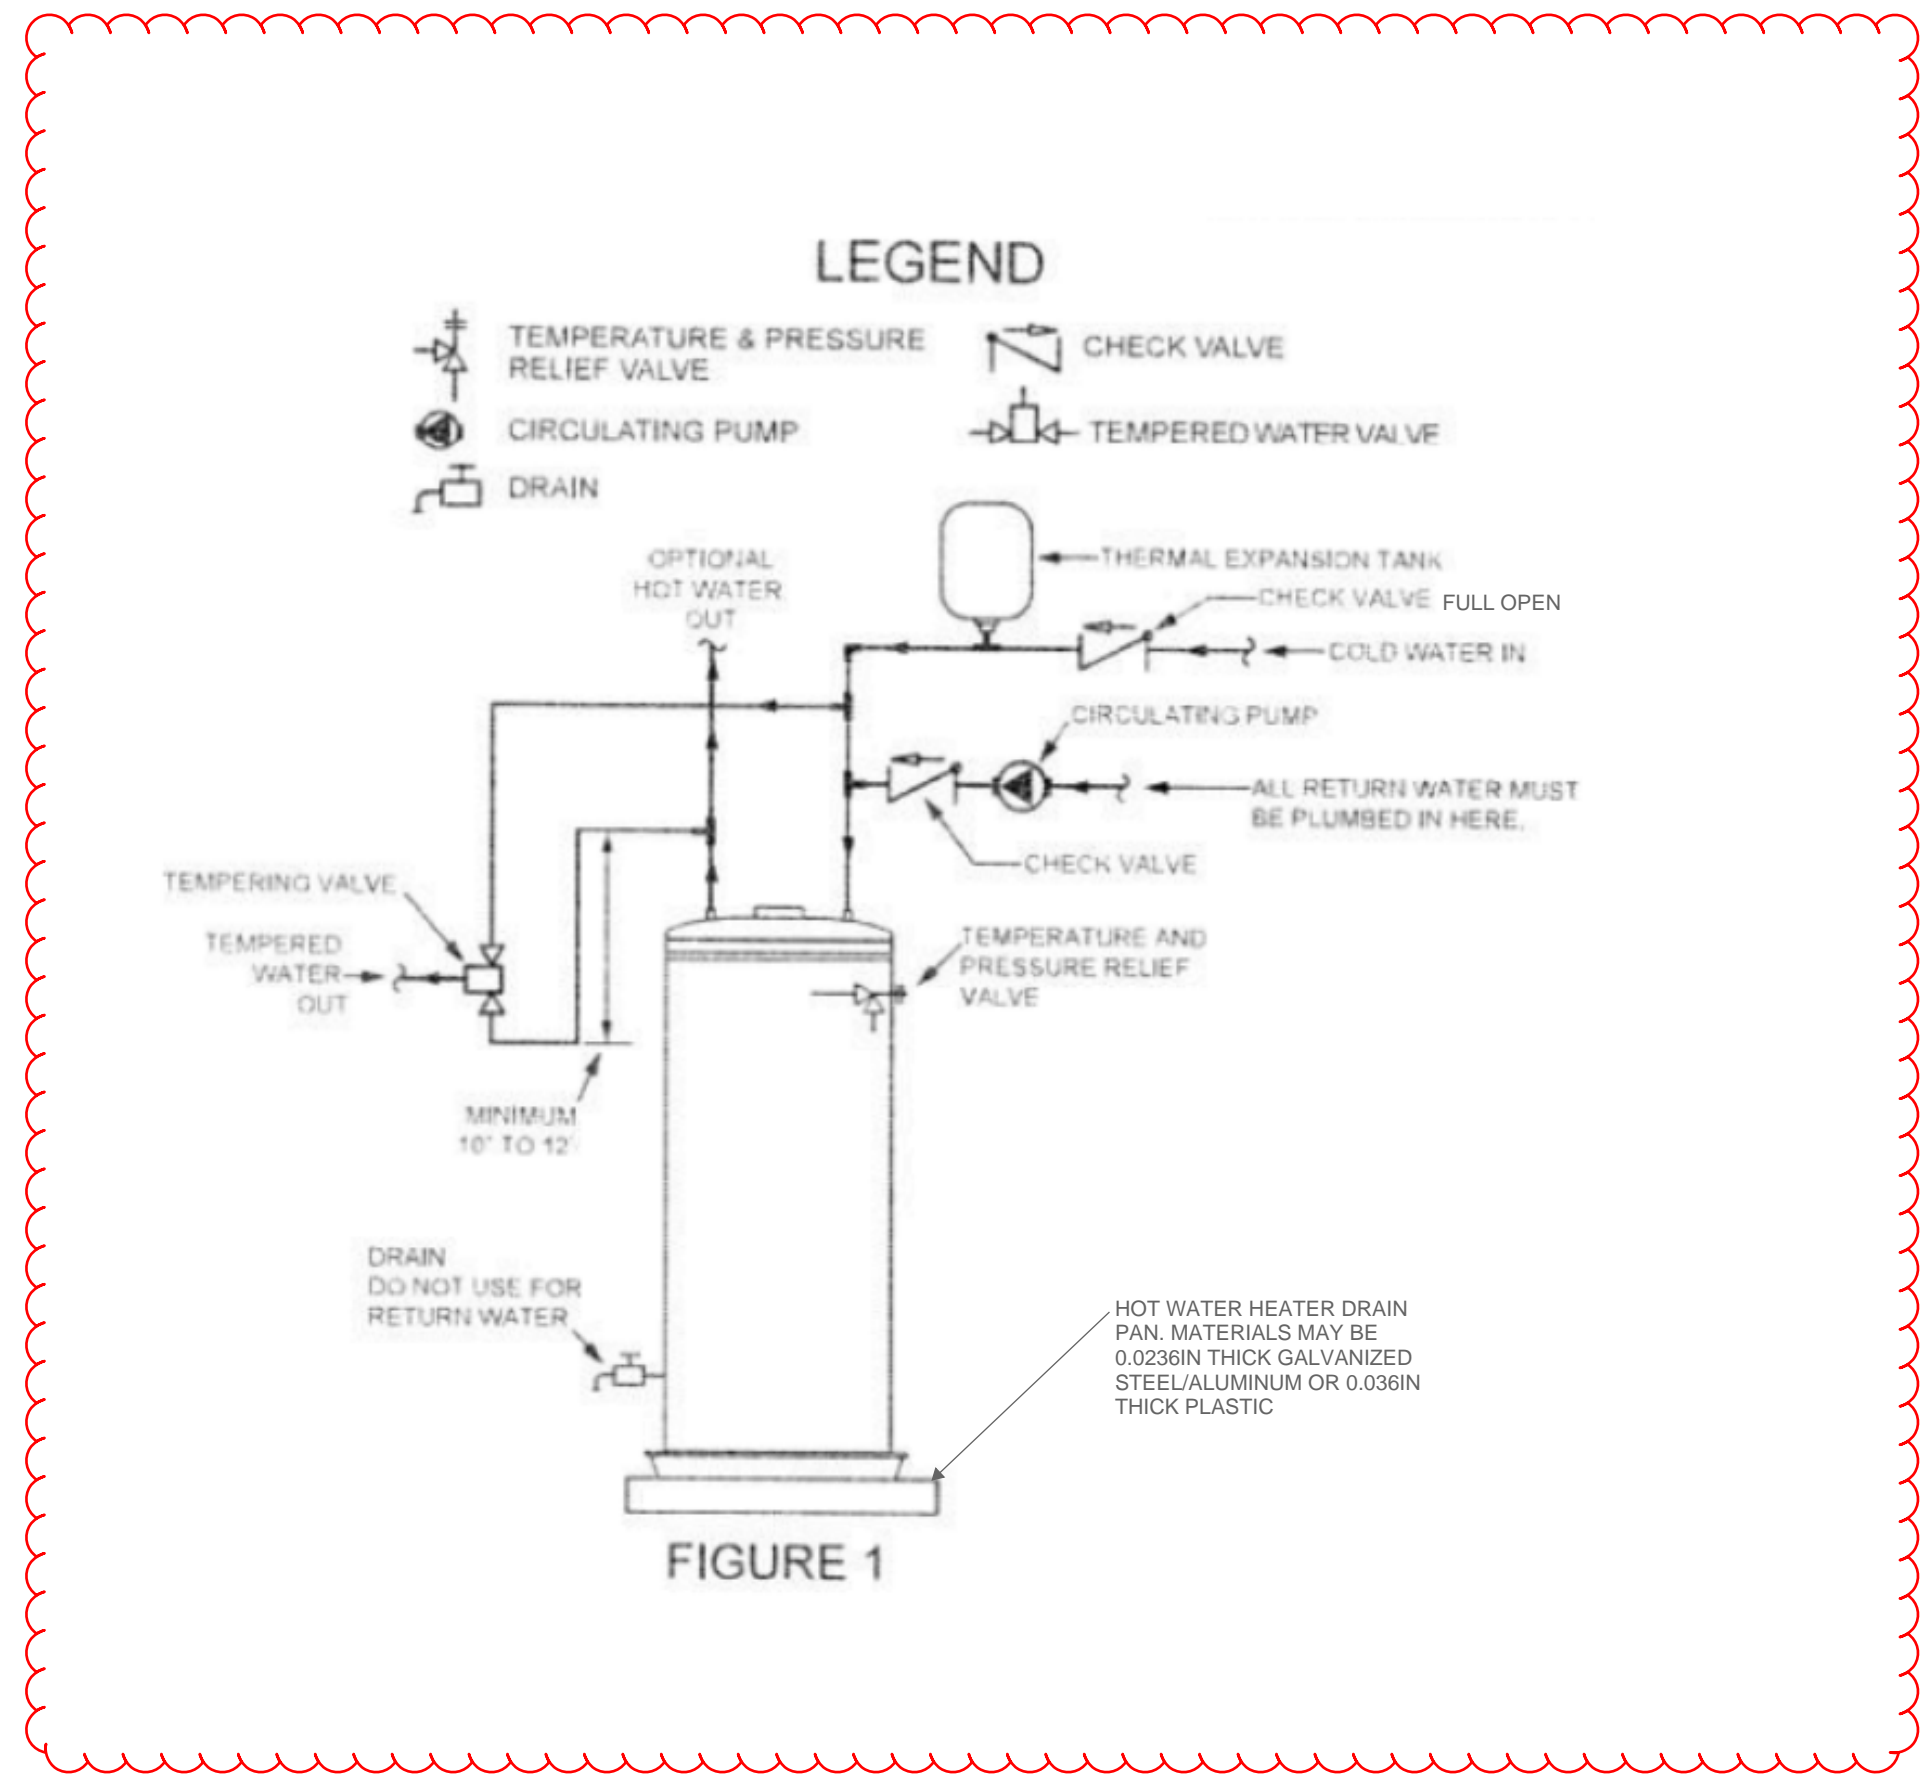 LEGEND
TEMPERATURE & PRESSURE
RELIEF VALVE
CHECK VALVE
CIRCULATING PUMP
TEMPERED WATER VALVE
DRAIN
OPTIONAL
HOT WATER
OUT
THERMAL EXPANSION TANK
CHECK VALVE FULL OPEN
COLD WATER IN
CIRCULATING PUMP
ALL RETURN WATER MUST
BE PLUMBED IN HERE.
CHECK VALVE
TEMPERING VALVE
TEMPERED
WATER
OUT
TEMPERATURE AND
PRESSURE RELIEF
VALVE
MINIMUM
10" TO 12"
DRAIN
DO NOT USE FOR
RETURN WATER
HOT WATER HEATER DRAIN
PAN. MATERIALS MAY BE
0.0236IN THICK GALVANIZED
STEEL/ALUMINUM OR 0.036IN
THICK PLASTIC
FIGURE 1